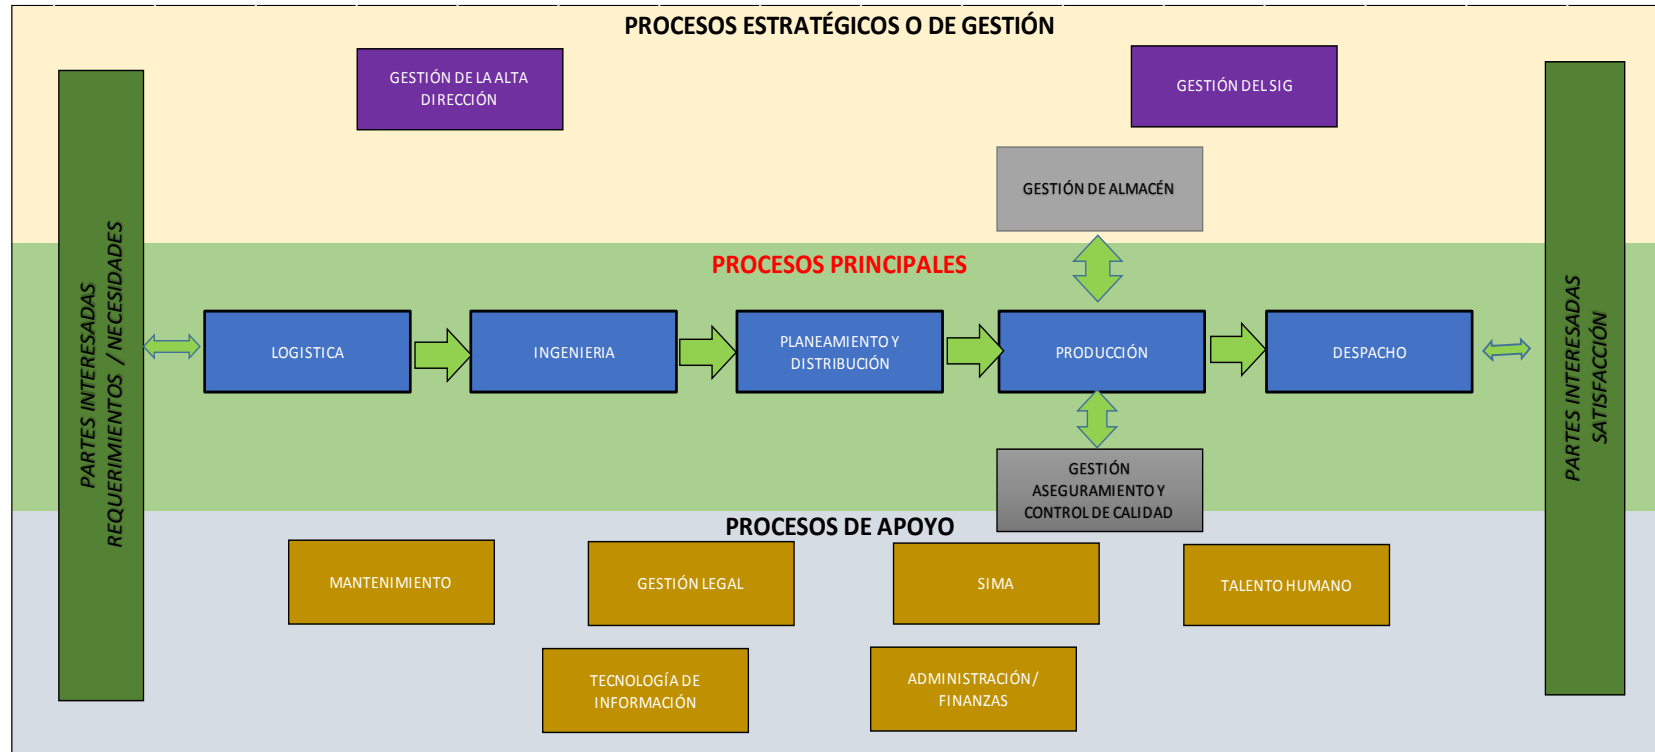 PROCESOS ESTRATÉGICOS O DE GESTIÓN
GESTIÓN DE LA ALTA
DIRECCIÓN
GESTIÓN DEL SIG
GESTIÓN DE ALMACÉN
PARTES INTERESADAS
REQUERIMIENTOS / NECESIDADES
PROCESOS PRINCIPALES
LOGISTICA
INGENIERIA
PLANEAMIENTO Y
DISTRIBUCIÓN
PRODUCCIÓN
DESPACHO
PARTES INTERESADAS
SATISFACCIÓN
GESTIÓN
ASEGURAMIENTO Y
CONTROL DE CALIDAD
PROCESOS DE APOYO
MANTENIMIENTO
GESTIÓN LEGAL
SIMA
TALENTO HUMANO
TECNOLOGÍA DE
INFORMACIÓN
ADMINISTRACIÓN/
FINANZAS